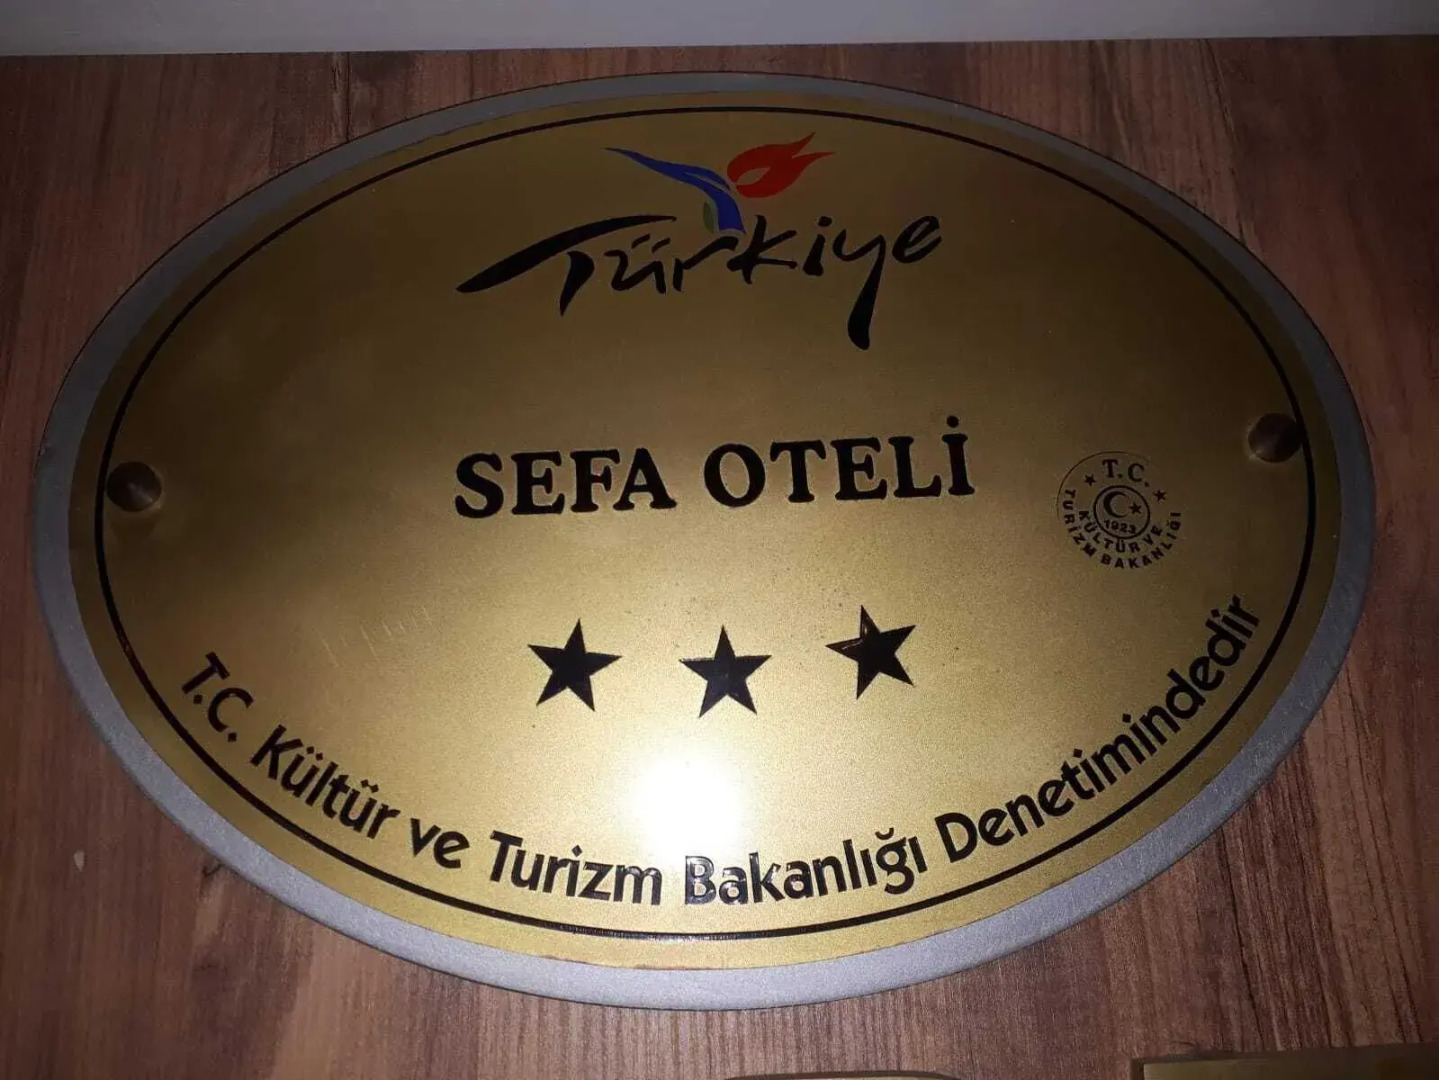 Türkiye
SEFA OTELİ
T.C.
1923
KÜLTÜR VE
TURİZM BAKANLIĞI
T.C. Kültür ve Turizm Bakanlığı Denetimindedir